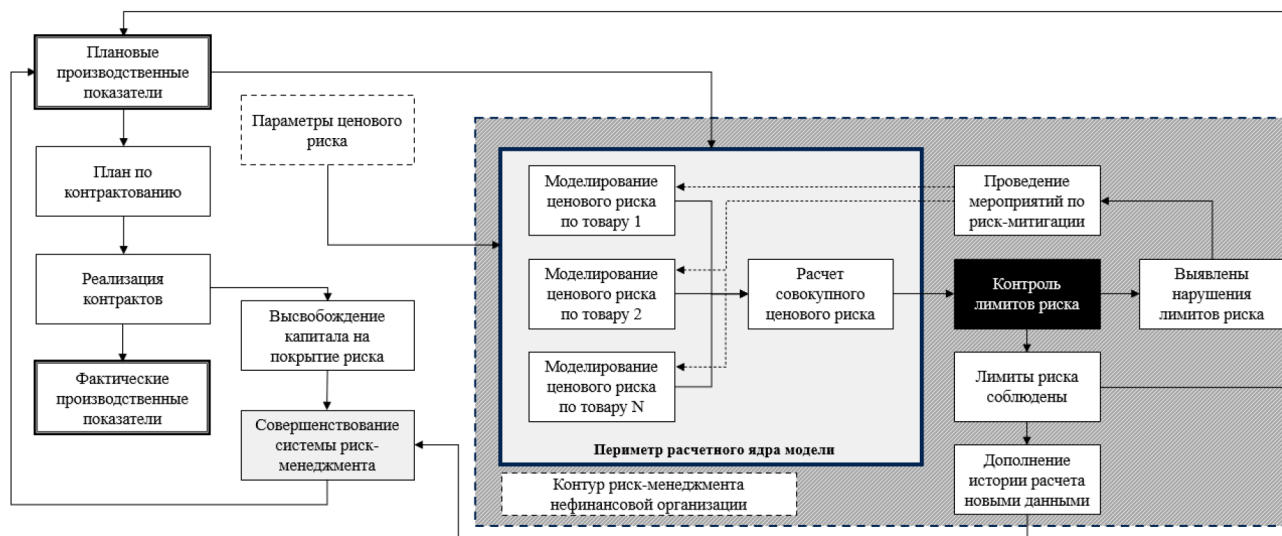 Плановые
производственные
показатели
План по
контрактованию
Реализация
контрактов
Фактические
производственные
показатели
Параметры ценового
риска
Высвобождение
капитала на
покрытие риска
Совершенствование
системы риск-
менеджмента
Моделирование
ценового риска
по товару 1
Моделирование
ценового риска
по товару 2
Моделирование
ценового риска
по товару N
Расчет
совокупного
ценового риска
Периметр расчетного ядра модели
Контур риск-менеджмента
нефинансовой организации
Проведение
мероприятий по
риск-митигации
Контроль
лимитов риска
Выявлены
нарушения
лимитов риска
Лимиты риска
соблюдены
Дополнение
истории расчета
новыми данными